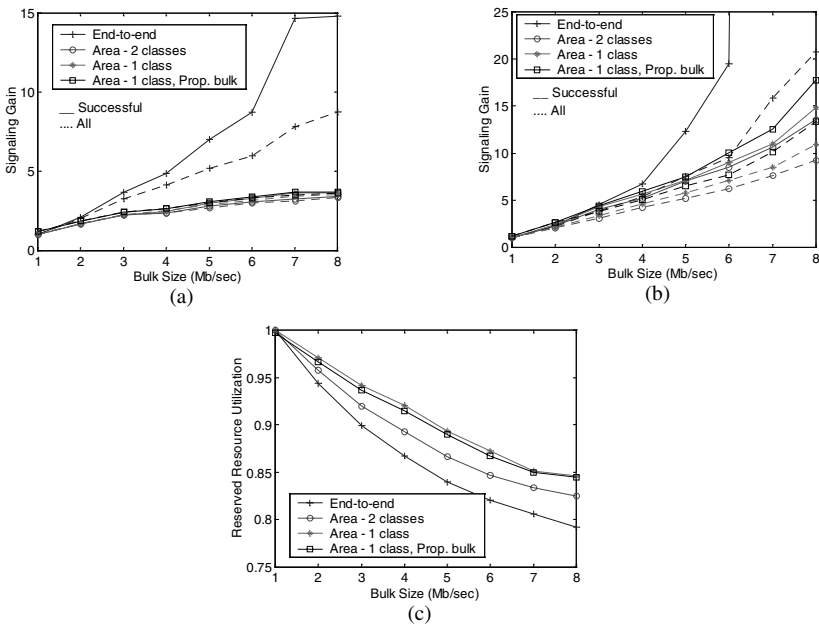 15
10
5
0
Signaling Gain
End-to-end
Area - 2 classes
Area - 1 class
Area - 1 class, Prop. bulk
Successful
All
1 2 3 4 5 6 7 8
Bulk Size (Mb/sec)
(a)
25
20
15
10
5
0
Signaling Gain
End-to-end
Area - 2 classes
Area - 1 class
Area - 1 class, Prop. bulk
Successful
All
1 2 3 4 5 6 7 8
Bulk Size (Mb/sec)
(b)
1
0.95
0.9
0.85
0.8
0.75
Reserved Resource Utilization
End-to-end
Area - 2 classes
Area - 1 class
Area - 1 class, Prop. bulk
1 2 3 4 5 6 7 8
Bulk Size (Mb/sec)
(c)